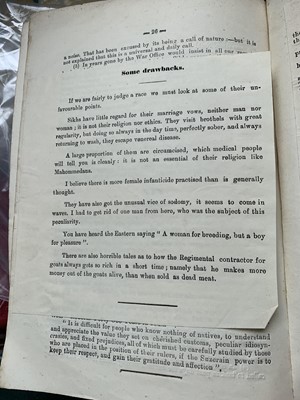 — 26 —
a noise. That has been excused by its being a call of nature :—but it is
not explained that this is a universal and daily call.
(4) In years gone by the War Office would insist in all our
Some drawbacks.
If we are fairly to judge a race we must look at some of their un-
favourable points.
Sikhs have little regard for their marriage vows, neither man nor
woman ; it is not their religion nor ethics. They visit brothels with great
regularity, but doing so always in the day time, perfectly sober, and always
returning to wash, they escape venereal disease.
A large proportion of them are circumcised, which medical people
will tell you is cleanly : it is not an essential of their religion like
Mahommedans.
I believe there is more female infanticide practised than is generally
thought.
They have also got the unusual vice of sodomy, it seems to come in
waves. I had to get rid of one man from here, who was the subject of this
peculiarity.
You have heard the Eastern saying " A woman for breeding, but a boy
for pleasure ".
There are also horrible tales as to how the Regimental contractor for
goats always gets so rich in a short time ; namely that he makes more
money out of the goats alive, than when sold as dead meat.
" It is difficult for people who know nothing of natives, to understand
and appreciate the value they set on cherished customs, peculiar idiosyn-
crasies, and fixed prejudices, all of which must be carefully studied by those
who are placed in the position of their rulers, if the Suzerain power is to
keep their respect, and gain their gratitude and affection ".